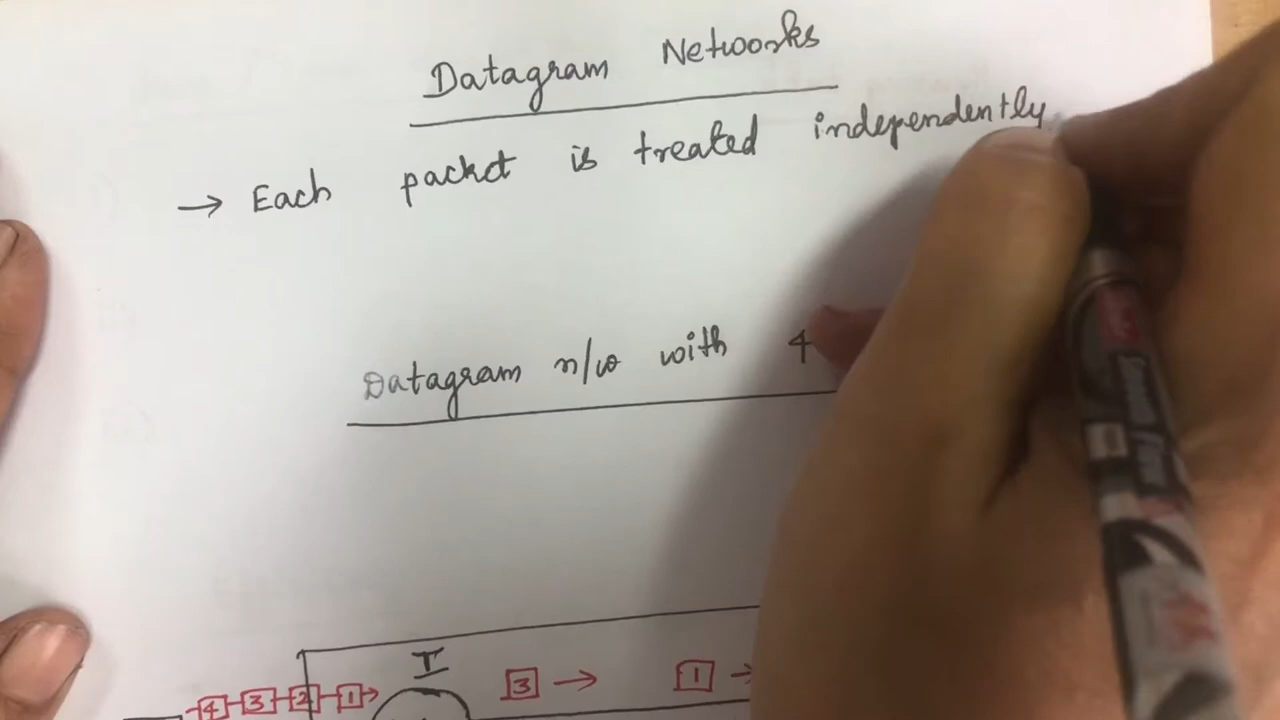 Datagram Networks
→ Each packet is treated independently
Datagram n/w with 4
I
4 3 2 1 → 3 → 1 →